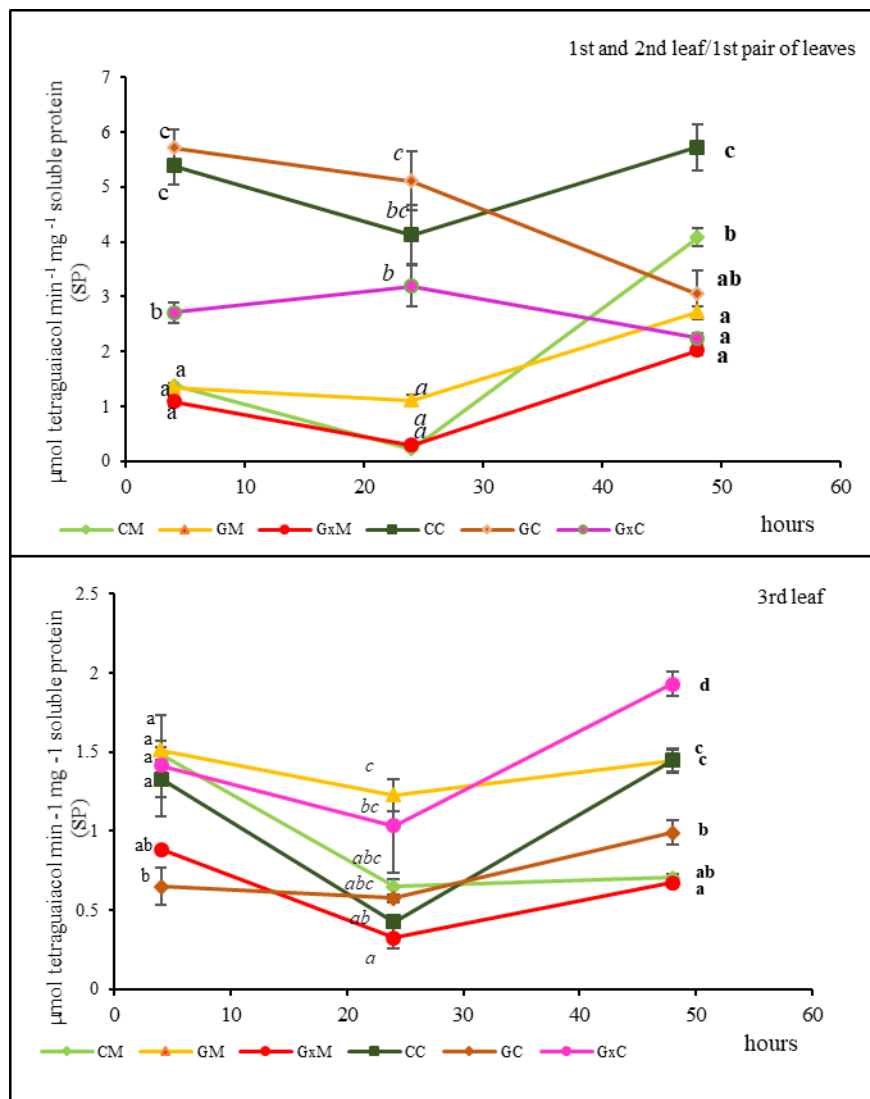 1st and 2nd leaf/1st pair of leaves
µmol tetraguaiacol min ⁻¹ mg ⁻¹ soluble protein
(SP)
7
6
5
4
3
2
1
0
c
c
b
a
a
a
c
bc
b
a
a
a
c
b
ab
a
a
a
0 10 20 30 40 50 60
hours
CM GM GxM CC GC GxC
3rd leaf
µmol tetraguaiacol min -1 mg -1 soluble protein
(SP)
2.5
2
1.5
1
0.5
0
a
a
a
a
ab
b
c
bc
abc
abc
ab
a
d
c
c
b
ab
a
0 10 20 30 40 50 60
hours
CM GM GxM CC GC GxC